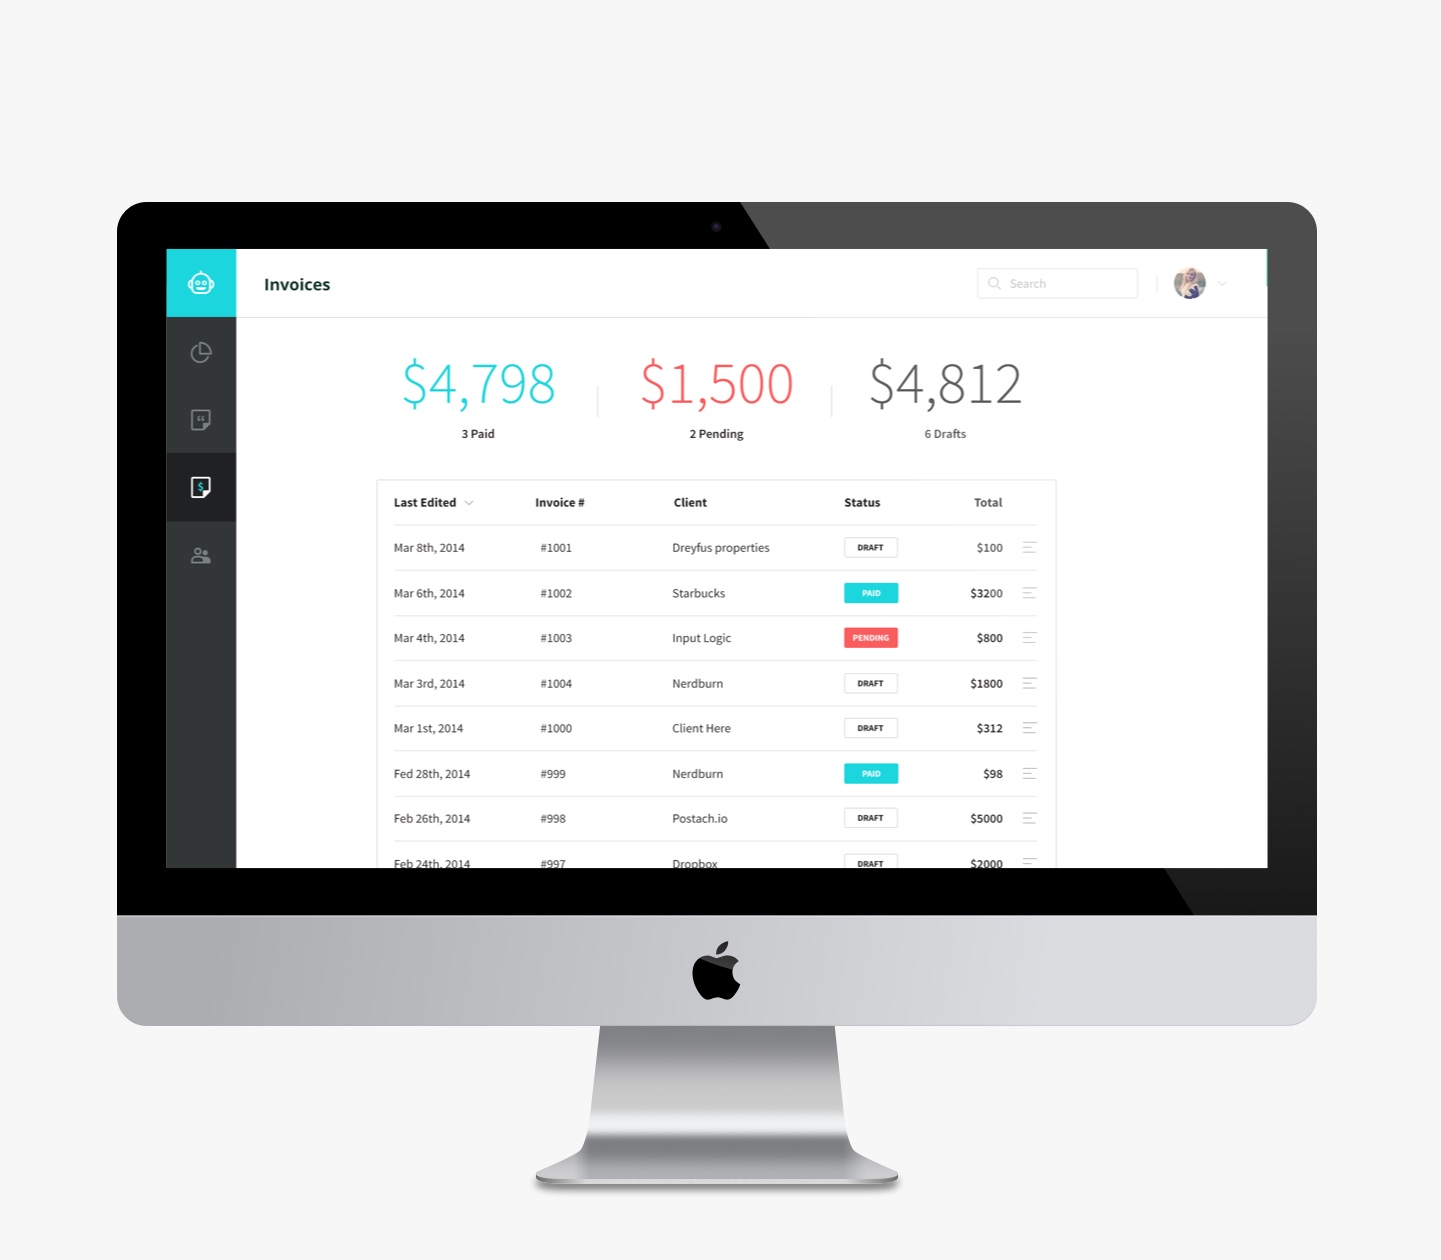 Invoices
Search
$4,798
$1,500
$4,812
3 Paid
2 Pending
6 Drafts
Last Edited Invoice # Client Status Total
Mar 8th, 2014 #1001 Dreyfus properties DRAFT $100
Mar 6th, 2014 #1002 Starbucks PAID $3200
Mar 4th, 2014 #1003 Input Logic PENDING $800
Mar 3rd, 2014 #1004 Nerdburn DRAFT $1800
Mar 1st, 2014 #1000 Client Here DRAFT $312
Fed 28th, 2014 #999 Nerdburn PAID $98
Feb 26th, 2014 #998 Postach.io DRAFT $5000
Feb 24th, 2014 #997 Dropbox DRAFT $2000